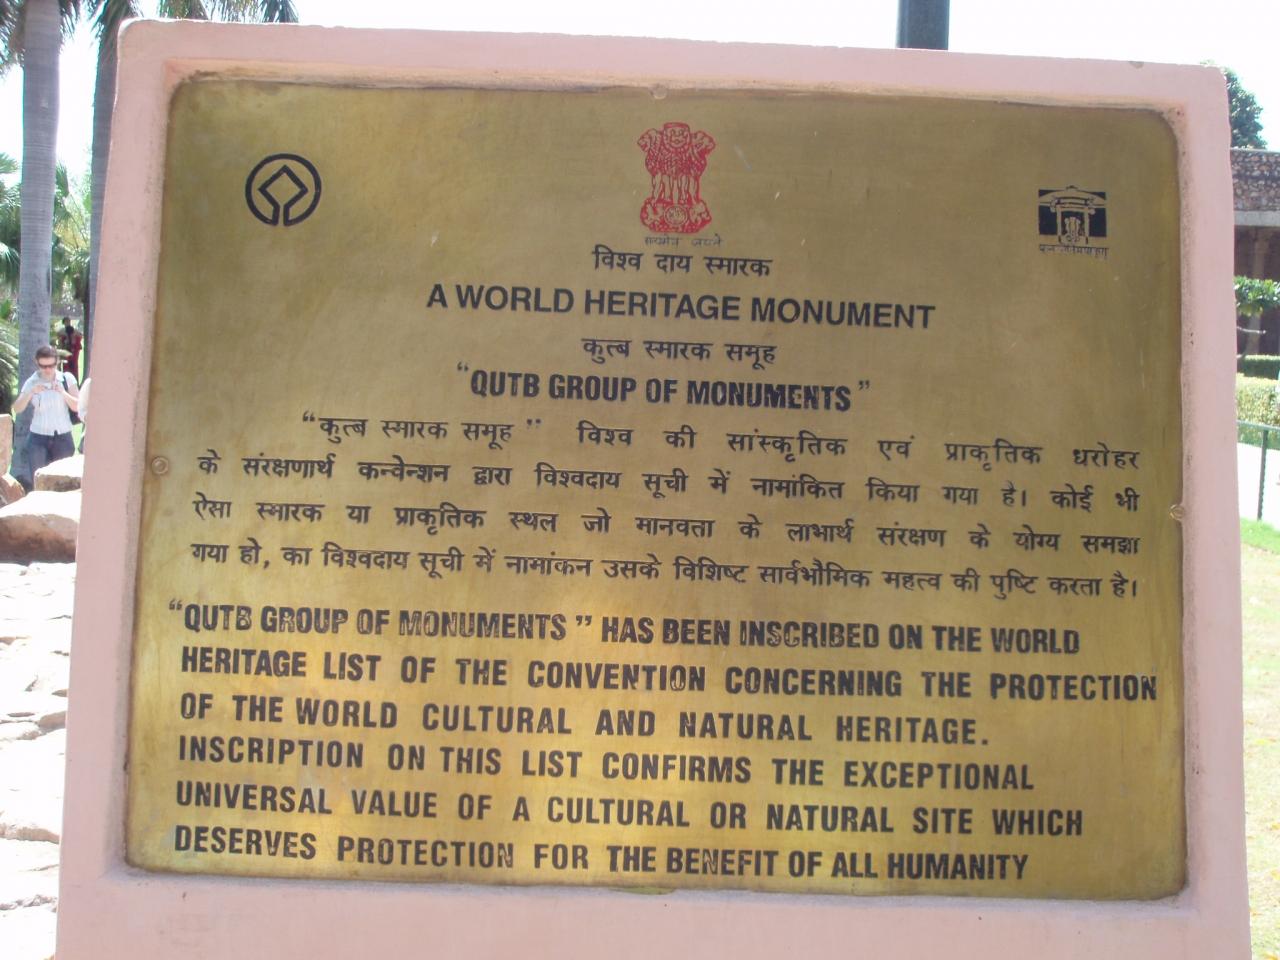 सत्यमेव जयते
विश्व दाय स्मारक
A WORLD HERITAGE MONUMENT
कुत्ब स्मारक समूह
“QUTB GROUP OF MONUMENTS”
“कुत्ब स्मारक समूह” विश्व की सांस्कृतिक एवं प्राकृतिक धरोहर
के संरक्षणार्थ कन्वेन्शन द्वारा विश्वदाय सूची में नामांकित किया गया है। कोई भी
ऐसा स्मारक या प्राकृतिक स्थल जो मानवता के लाभार्थ संरक्षण के योग्य समझा
गया हो, का विश्वदाय सूची में नामांकन उसके विशिष्ट सार्वभौमिक महत्व की पुष्टि करता है।
“QUTB GROUP OF MONUMENTS” HAS BEEN INSCRIBED ON THE WORLD
HERITAGE LIST OF THE CONVENTION CONCERNING THE PROTECTION
OF THE WORLD CULTURAL AND NATURAL HERITAGE.
INSCRIPTION ON THIS LIST CONFIRMS THE EXCEPTIONAL
UNIVERSAL VALUE OF A CULTURAL OR NATURAL SITE WHICH
DESERVES PROTECTION FOR THE BENEFIT OF ALL HUMANITY